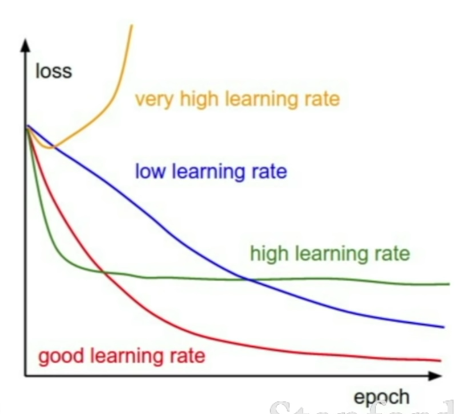 loss
very high learning rate
low learning rate
high learning rate
good learning rate
epoch